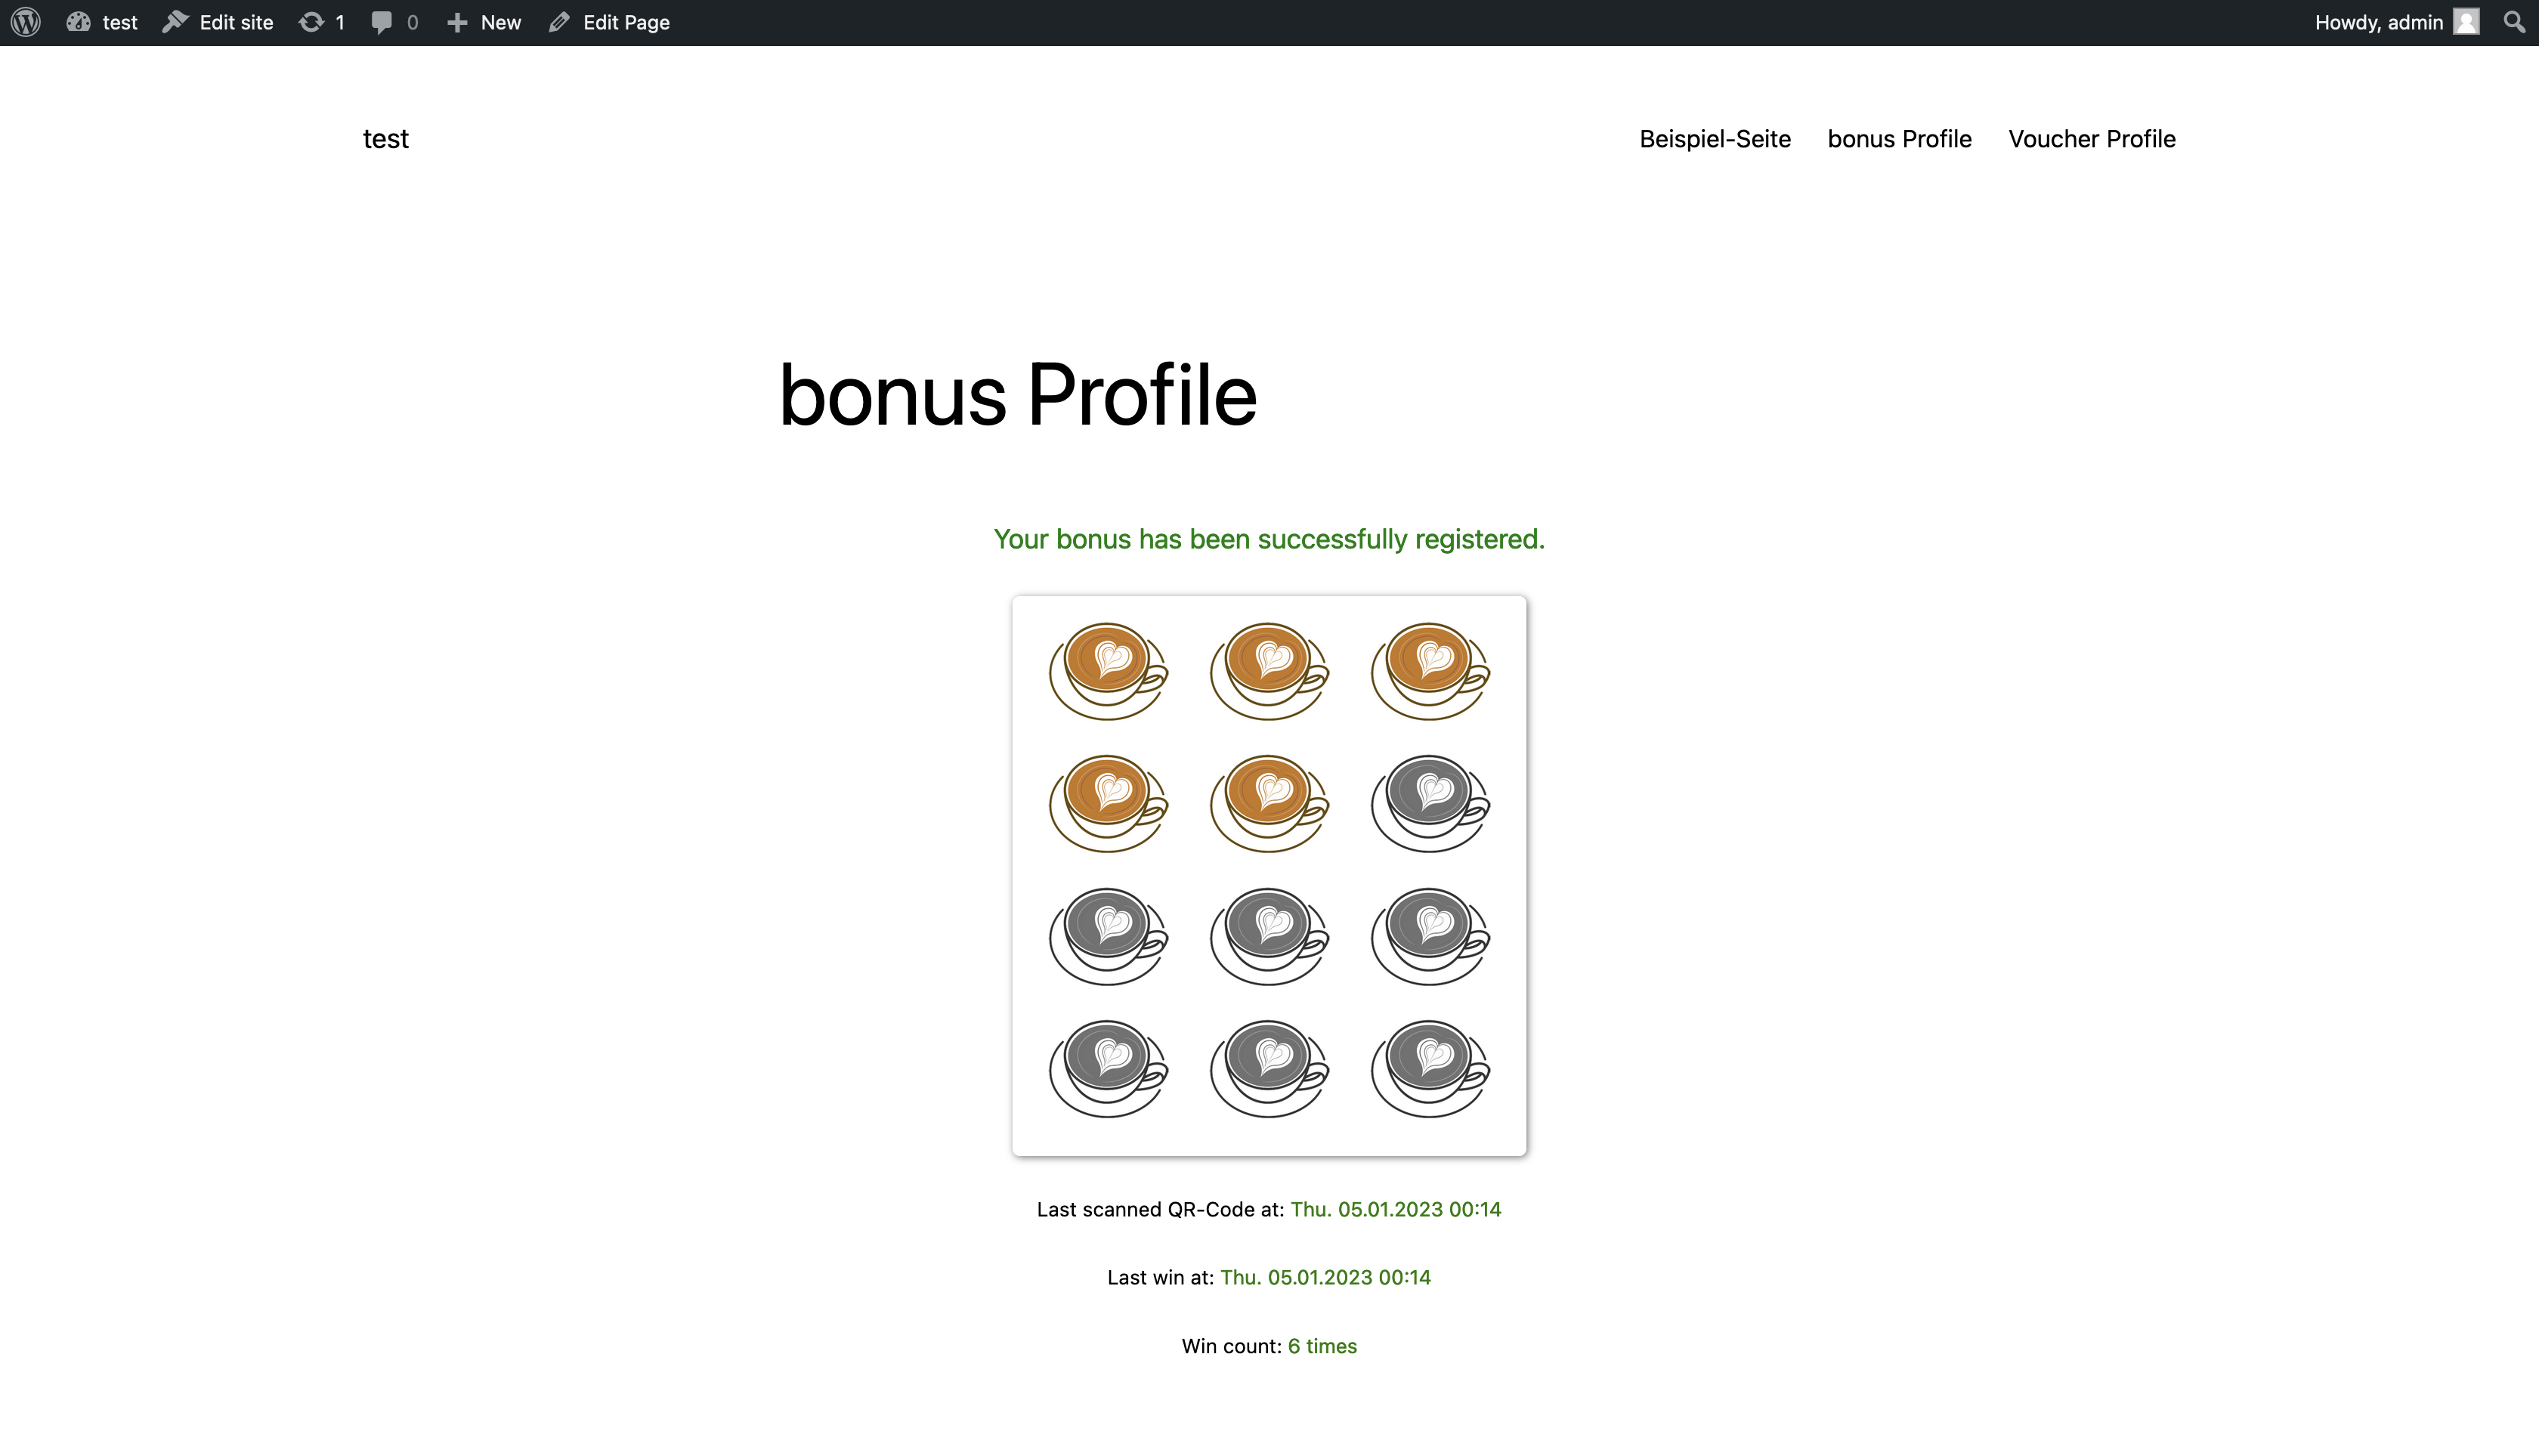 test Edit site 1 0 New Edit Page Howdy, admin
test Beispiel-Seite bonus Profile Voucher Profile
bonus Profile
Your bonus has been successfully registered.
Last scanned QR-Code at: Thu. 05.01.2023 00:14
Last win at: Thu. 05.01.2023 00:14
Win count: 6 times